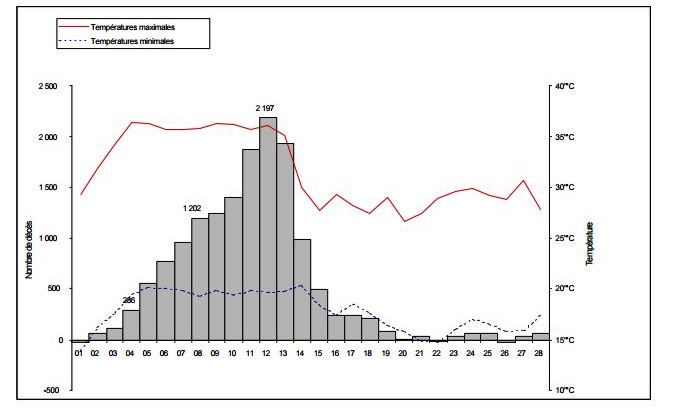 Températures maximales
Températures minimales
2 500
2 000
1 500
1 000
500
0
-500
Nombre de décès
2 197
1 202
286
40°C
35°C
30°C
25°C
20°C
15°C
10°C
Température
01 02 03 04 05 06 07 08 09 10 11 12 13 14 15 16 17 18 19 20 21 22 23 24 25 26 27 28